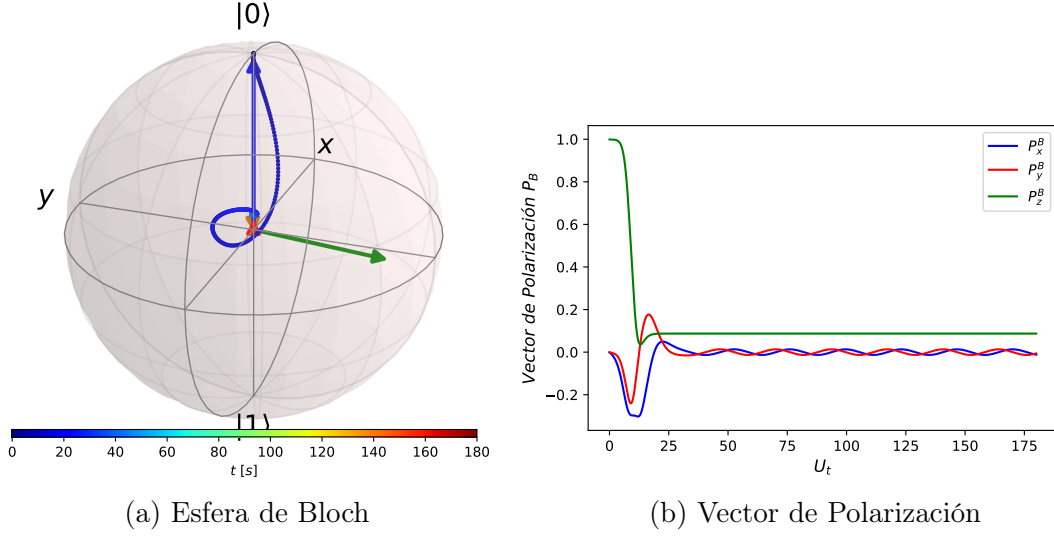 |0⟩
x
y
|1⟩
0 20 40 60 80 100 120 140 160 180
t [s]
(a) Esfera de Bloch
Vector de Polarización P_B
1.0
0.8
0.6
0.4
0.2
0.0
−0.2
P_x^B
P_y^B
P_z^B
0 25 50 75 100 125 150 175
U_t
(b) Vector de Polarización